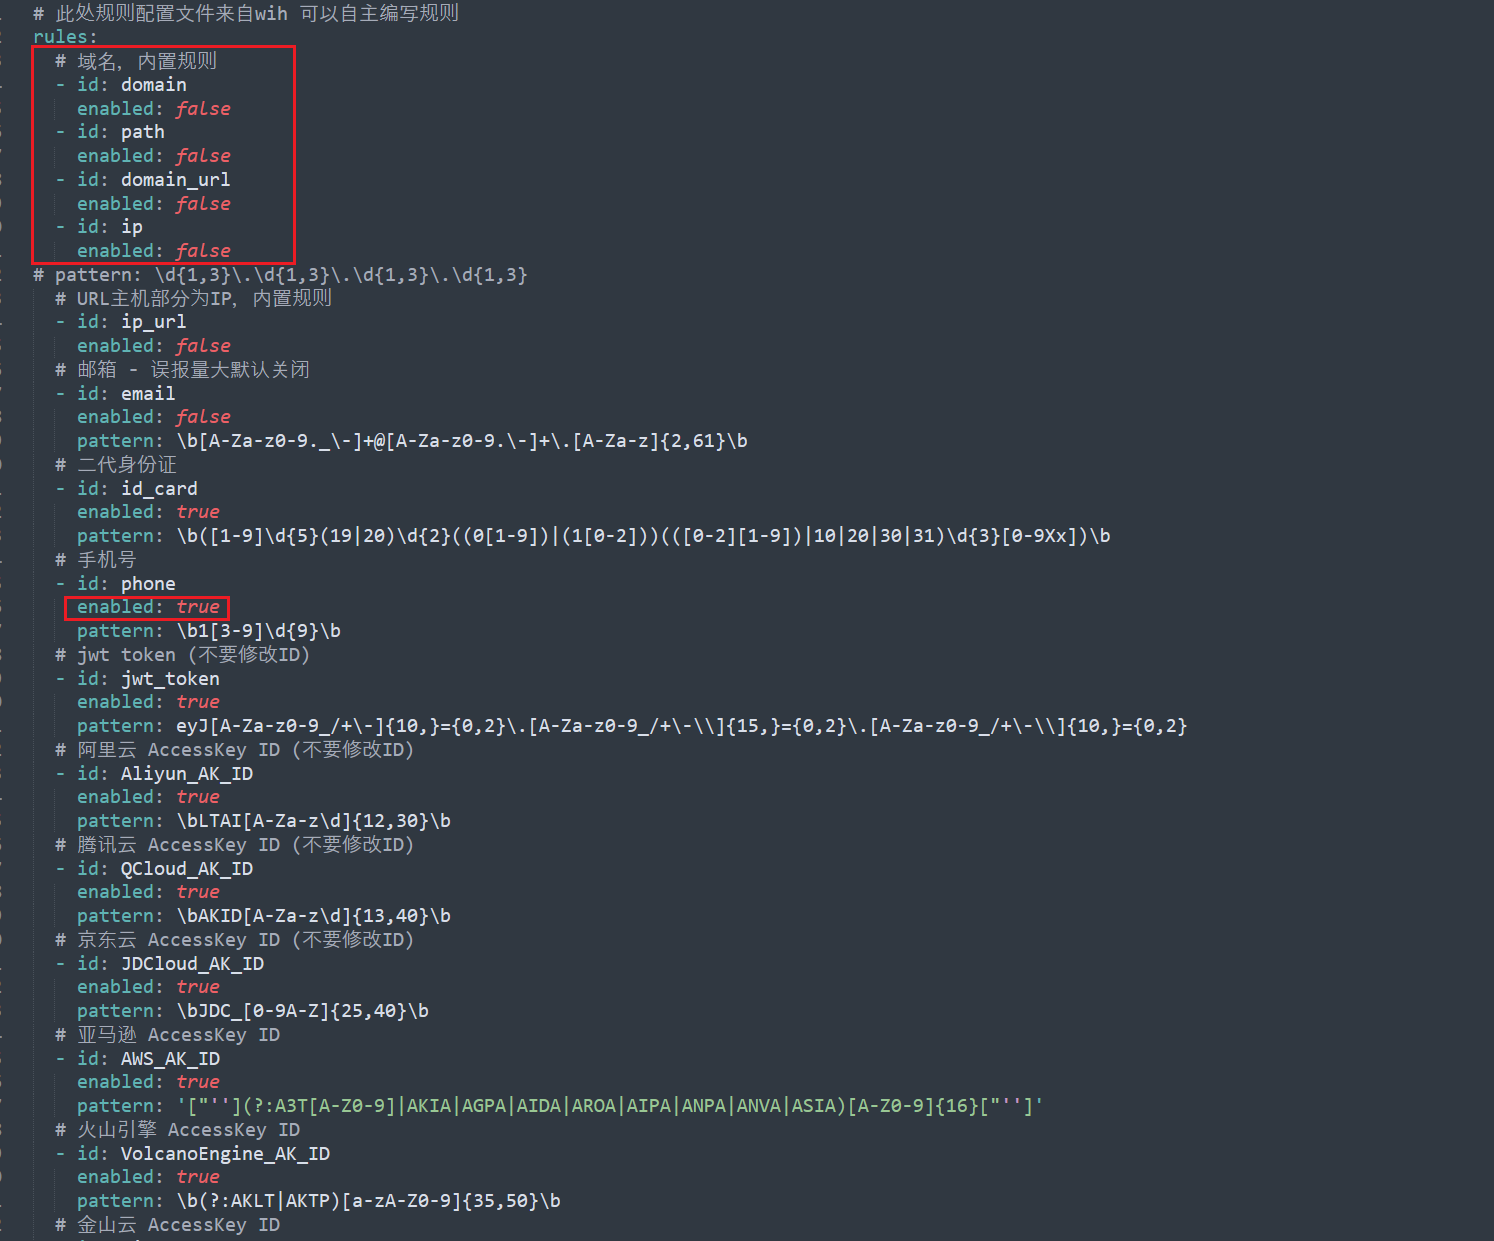 # 此处规则配置文件来自wih 可以自主编写规则
rules:
# 域名, 内置规则
- id: domain
enabled: false
- id: path
enabled: false
- id: domain_url
enabled: false
- id: ip
enabled: false
# pattern: \d{1,3}\.\d{1,3}\.\d{1,3}\.\d{1,3}
# URL主机部分为IP, 内置规则
- id: ip_url
enabled: false
# 邮箱 - 误报量大默认关闭
- id: email
enabled: false
pattern: \b[A-Za-z0-9._\-]+@[A-Za-z0-9.\-]+\.[A-Za-z]{2,61}\b
# 二代身份证
- id: id_card
enabled: true
pattern: \b([1-9]\d{5}(19|20)\d{2}((0[1-9])|(1[0-2]))(([0-2][1-9])|10|20|30|31)\d{3}[0-9Xx])\b
# 手机号
- id: phone
enabled: true
pattern: \b1[3-9]\d{9}\b
# jwt token (不要修改ID)
- id: jwt_token
enabled: true
pattern: eyJ[A-Za-z0-9_/+\-]{10,}={0,2}\.[A-Za-z0-9_/+\-\\]{15,}={0,2}\.[A-Za-z0-9_/+\-\\]{10,}={0,2}
# 阿里云 AccessKey ID (不要修改ID)
- id: Aliyun_AK_ID
enabled: true
pattern: \bLTAI[A-Za-z\d]{12,30}\b
# 腾讯云 AccessKey ID (不要修改ID)
- id: QCloud_AK_ID
enabled: true
pattern: \bAKID[A-Za-z\d]{13,40}\b
# 京东云 AccessKey ID (不要修改ID)
- id: JDCloud_AK_ID
enabled: true
pattern: \bJDC_[0-9A-Z]{25,40}\b
# 亚马逊 AccessKey ID
- id: AWS_AK_ID
enabled: true
pattern: '["''](?:A3T[A-Z0-9]|AKIA|AGPA|AIDA|AROA|AIPA|ANPA|ANVA|ASIA)[A-Z0-9]{16}["'']'
# 火山引擎 AccessKey ID
- id: VolcanoEngine_AK_ID
enabled: true
pattern: \b(?:AKLT|AKTP)[a-zA-Z0-9]{35,50}\b
# 金山云 AccessKey ID